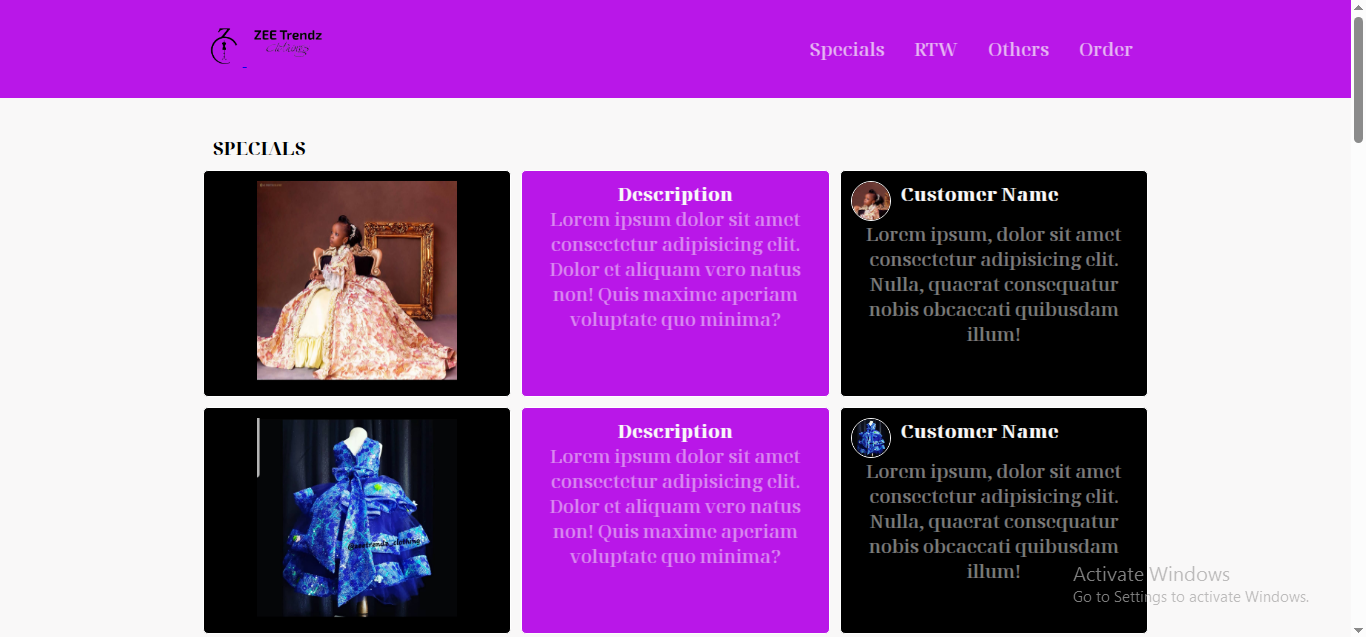 ZEE Trendz
Clothing
Specials RTW Others Order
SPECIALS
Description
Lorem ipsum dolor sit amet
consectetur adipisicing elit.
Dolor et aliquam vero natus
non! Quis maxime aperiam
voluptate quo minima?
Customer Name
Lorem ipsum, dolor sit amet
consectetur adipisicing elit.
Nulla, quaerat consequatur
nobis obcaecati quibusdam
illum!
@zeetrendz_clothing
Description
Lorem ipsum dolor sit amet
consectetur adipisicing elit.
Dolor et aliquam vero natus
non! Quis maxime aperiam
voluptate quo minima?
Customer Name
Lorem ipsum, dolor sit amet
consectetur adipisicing elit.
Nulla, quaerat consequatur
nobis obcaecati quibusdam
illum!
Activate Windows
Go to Settings to activate Windows.